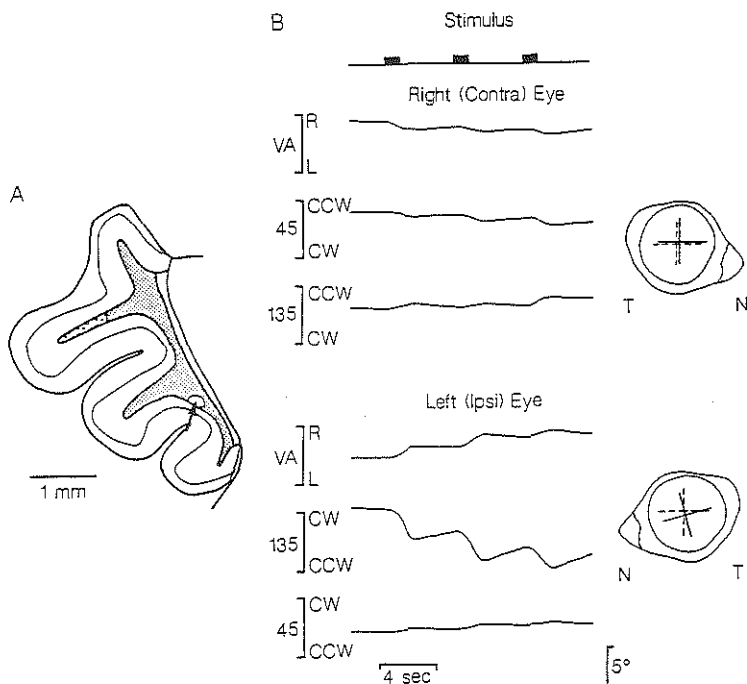 B
Stimulus
Right (Contra) Eye
R
VA
L
A
CCW
45
CW
CCW
135
CW
T N
1 mm
Left (Ipsi) Eye
R
VA
L
CW
135
CCW
N T
CW
45
CCW
4 sec
5°